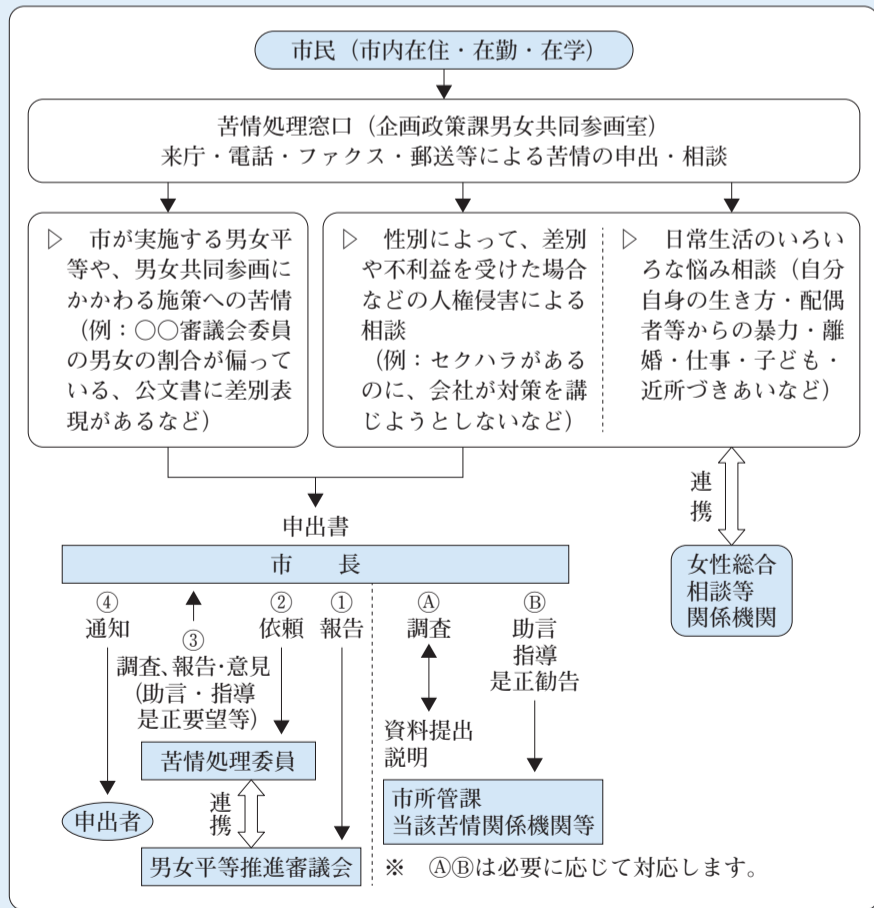 市民（市内在住・在勤・在学）
苦情処理窓口（企画政策課男女共同参画室）
来庁・電話・ファクス・郵送等による苦情の申出・相談
▷　市が実施する男女平
等や、男女共同参画に
かかわる施策への苦情
（例：○○審議会委員
の男女の割合が偏って
いる、公文書に差別表
現があるなど）
▷　性別によって、差別
や不利益を受けた場合
などの人権侵害による
相談
（例：セクハラがある
のに、会社が対策を講
じようとしないなど）
▷　日常生活のいろい
ろな悩み相談（自分
自身の生き方・配偶
者等からの暴力・離
婚・仕事・子ども・
近所づきあいなど）
連携
女性総合
相談等
関係機関
申出書
市　長
④
通知
③
調査、報告・意見
（助言・指導
是正要望等）
②
依頼
①
報告
Ⓐ
調査
Ⓑ
助言
指導
是正勧告
資料提出
説明
苦情処理委員
連携
申出者
男女平等推進審議会
市所管課
当該苦情関係機関等
※　ⒶⒷは必要に応じて対応します。